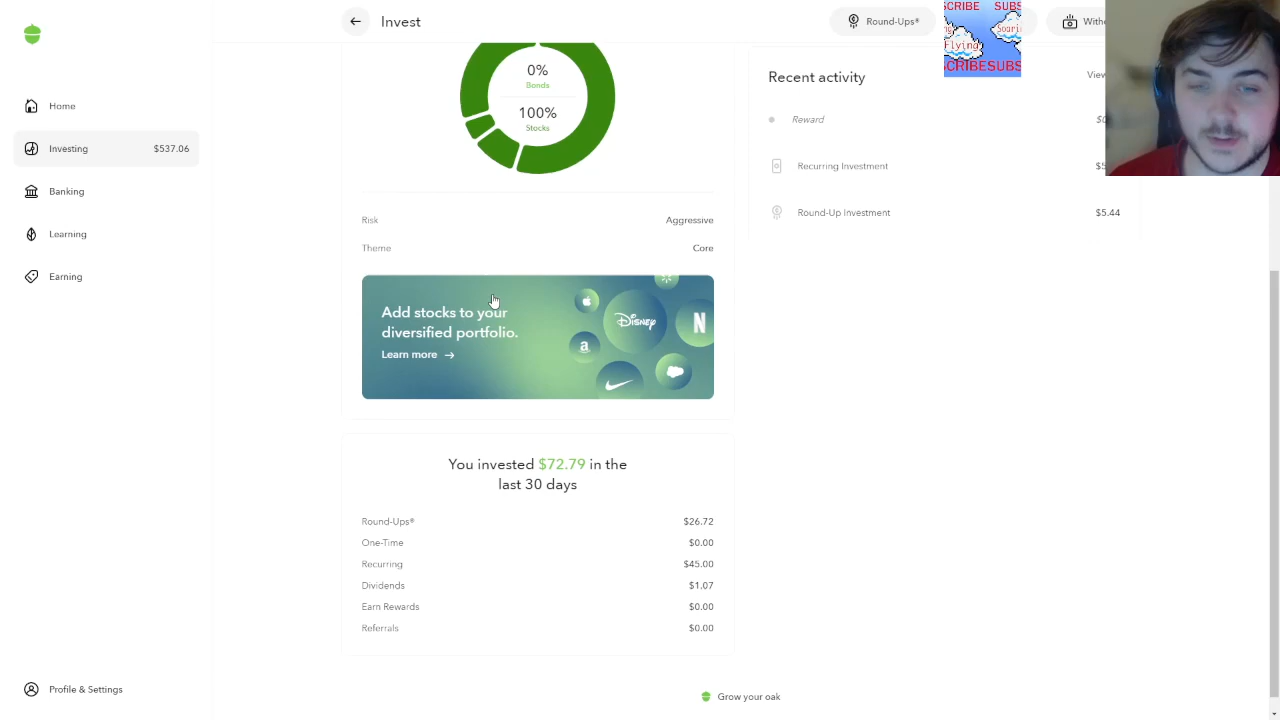 Invest
Round-Ups®
Home
Investing $537.06
Banking
Learning
Earning
Profile & Settings
0%
Bonds
100%
Stocks
Risk Aggressive
Theme Core
Add stocks to your
diversified portfolio.
Learn more →
DISNEY
N
a
You invested $72.79 in the
last 30 days
Round-Ups® $26.72
One-Time $0.00
Recurring $45.00
Dividends $1.07
Earn Rewards $0.00
Referrals $0.00
Recent activity
Reward
Recurring Investment
Round-Up Investment $5.44
Flying
Grow your oak